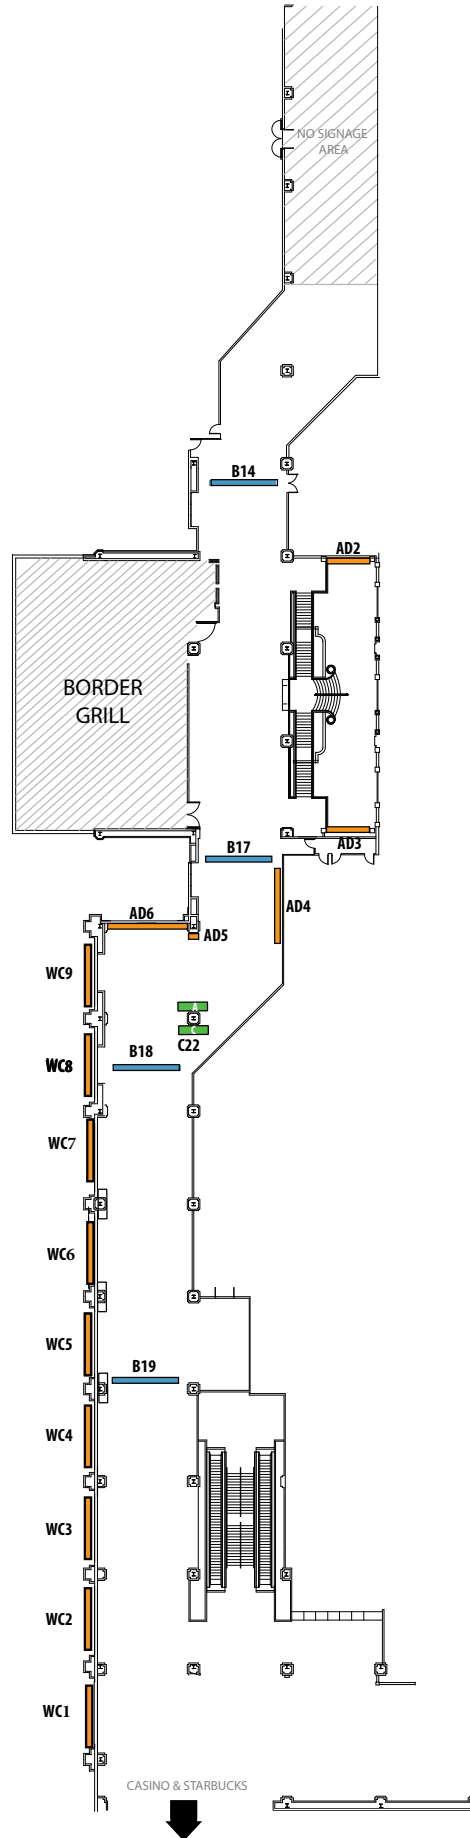 NO SIGNAGE
AREA
B14
AD2
BORDER
GRILL
AD3
B17
AD4
AD6
AD5
WC9
A
C
C22
B18
WC8
WC7
WC6
WC5
B19
WC4
WC3
WC2
WC1
CASINO & STARBUCKS